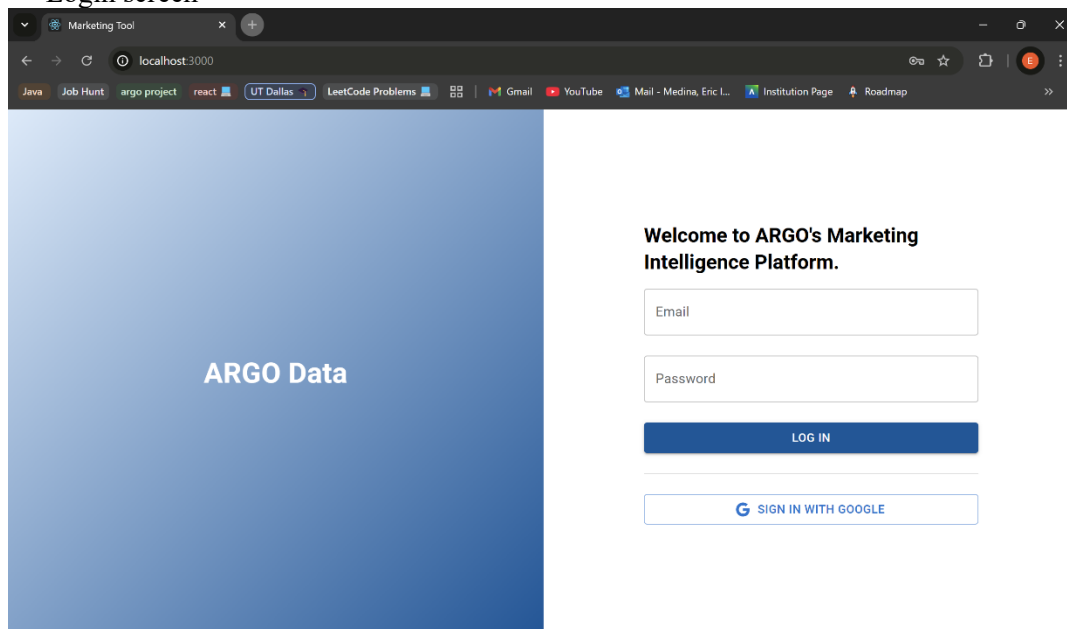 Login screen
Marketing Tool
localhost:3000
Java Job Hunt argo project react UT Dallas LeetCode Problems Gmail YouTube Mail - Medina, Eric I... Institution Page Roadmap »
E
Welcome to ARGO's Marketing
Intelligence Platform.
Email
ARGO Data
Password
LOG IN
SIGN IN WITH GOOGLE